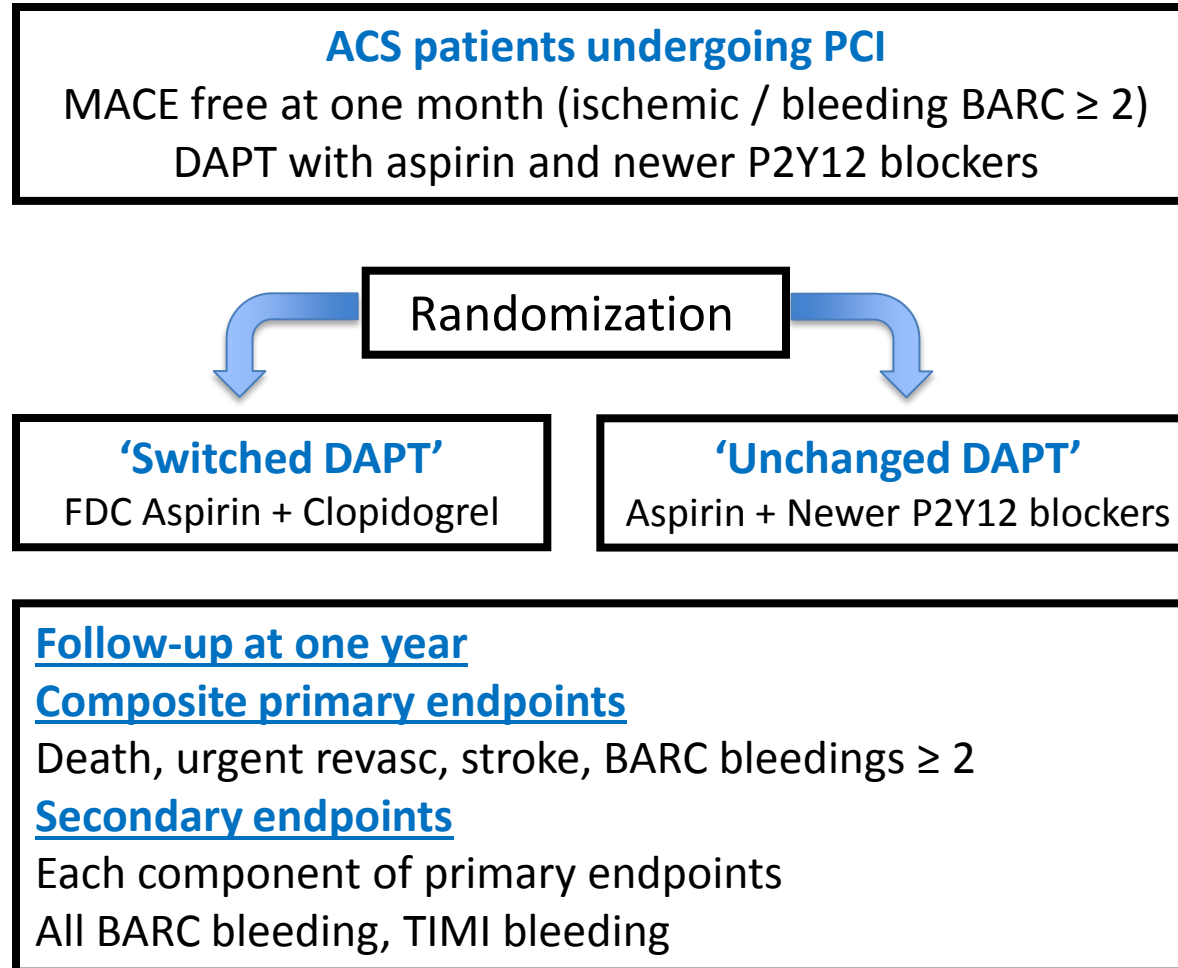 ACS patients undergoing PCI
MACE free at one month (ischemic / bleeding BARC ≥ 2)
DAPT with aspirin and newer P2Y12 blockers
Randomization
‘Switched DAPT’
FDC Aspirin + Clopidogrel
‘Unchanged DAPT’
Aspirin + Newer P2Y12 blockers
Follow-up at one year
Composite primary endpoints
Death, urgent revasc, stroke, BARC bleedings ≥ 2
Secondary endpoints
Each component of primary endpoints
All BARC bleeding, TIMI bleeding